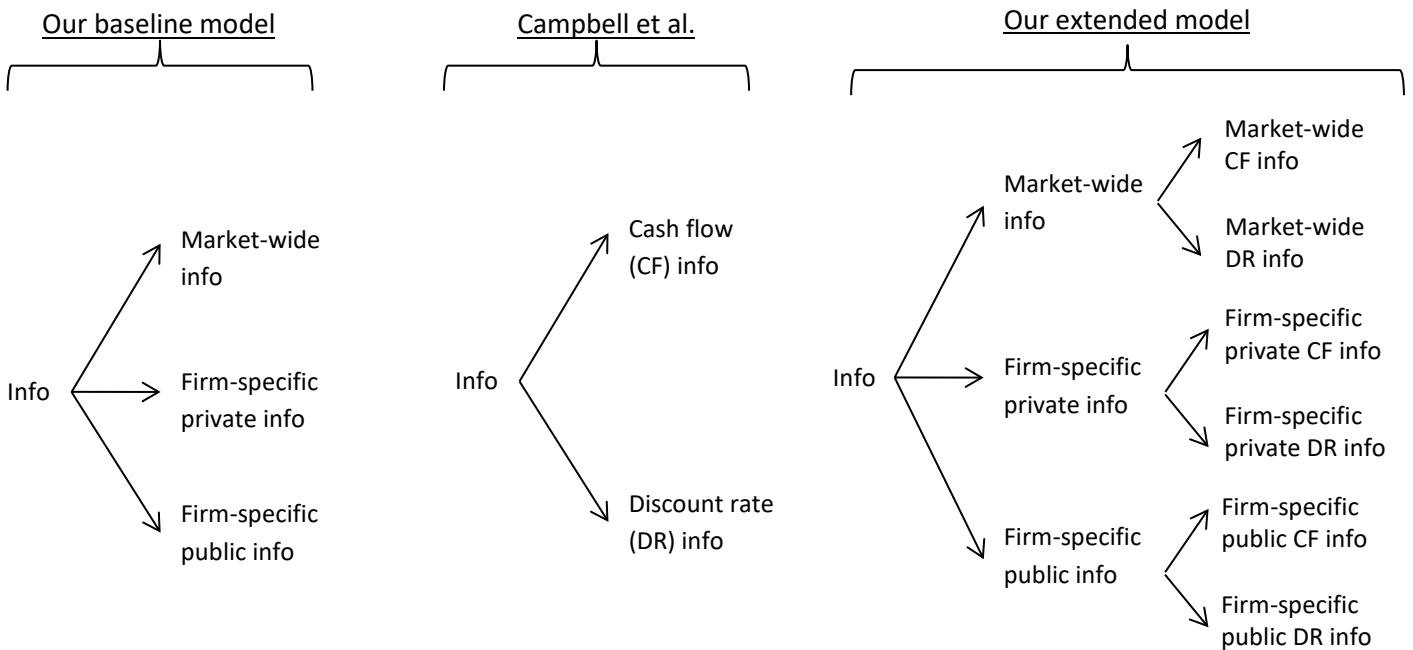 Our baseline model
Info
Market-wide
info
Firm-specific
private info
Firm-specific
public info
Campbell et al.
Info
Cash flow
(CF) info
Discount rate
(DR) info
Our extended model
Info
Market-wide
info
Market-wide
CF info
Market-wide
DR info
Firm-specific
private info
Firm-specific
private CF info
Firm-specific
private DR info
Firm-specific
public info
Firm-specific
public CF info
Firm-specific
public DR info